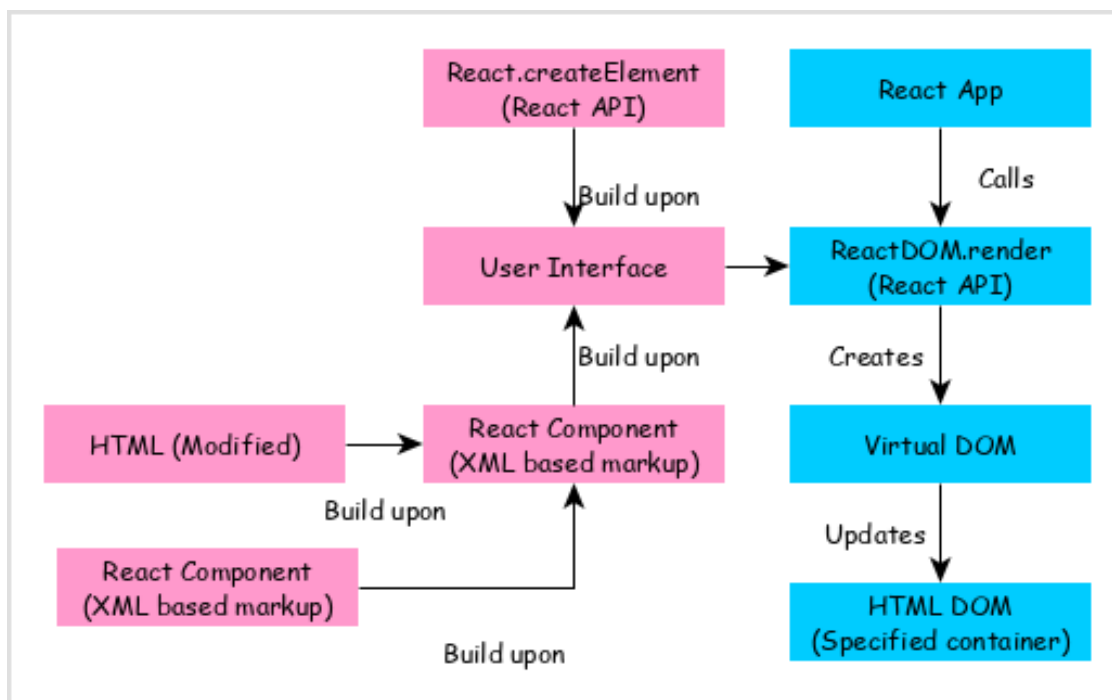 React.createElement
(React API)
React App
Build upon
Calls
User Interface
ReactDOM.render
(React API)
Build upon
Creates
HTML (Modified)
React Component
(XML based markup)
Virtual DOM
Build upon
Updates
React Component
(XML based markup)
HTML DOM
(Specified container)
Build upon